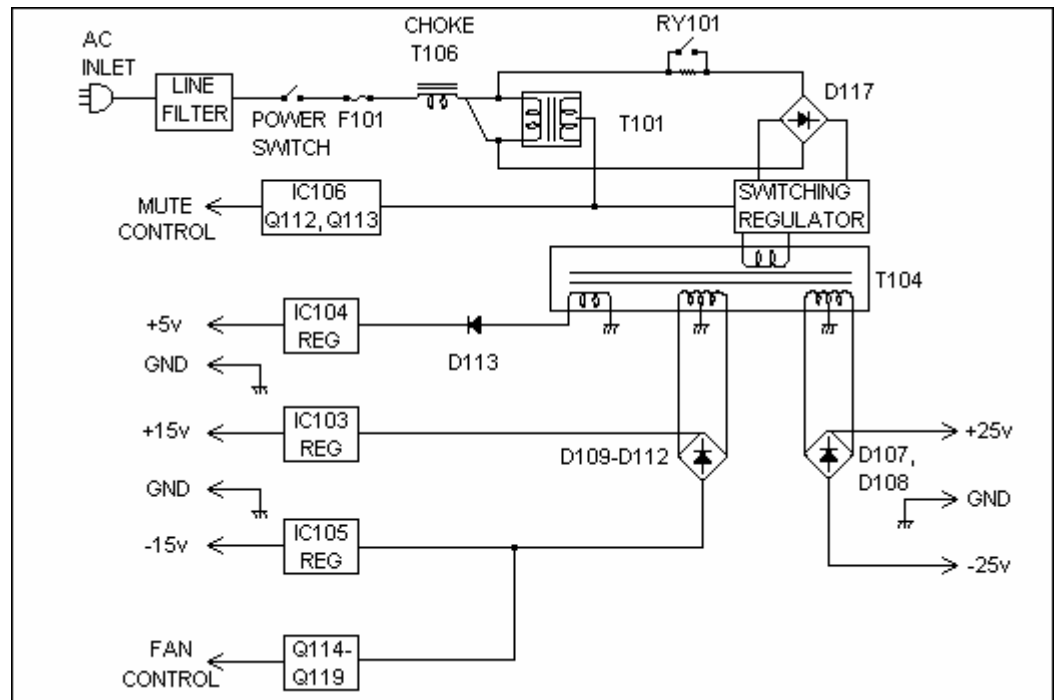 CHOKE
T106
RY101
AC
INLET
LINE
FILTER
POWER
SWITCH
F101
T101
D117
MUTE
CONTROL
IC106
Q112, Q113
SWITCHING
REGULATOR
T104
+5v
IC104
REG
D113
GND
+15v
IC103
REG
D109-D112
D107,
D108
+25v
GND
GND
-15v
IC105
REG
-25v
FAN
CONTROL
Q114-
Q119